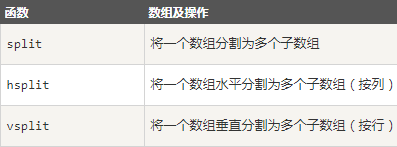 函数 数组及操作
split 将一个数组分割为多个子数组
hsplit 将一个数组水平分割为多个子数组（按列）
vsplit 将一个数组垂直分割为多个子数组（按行）